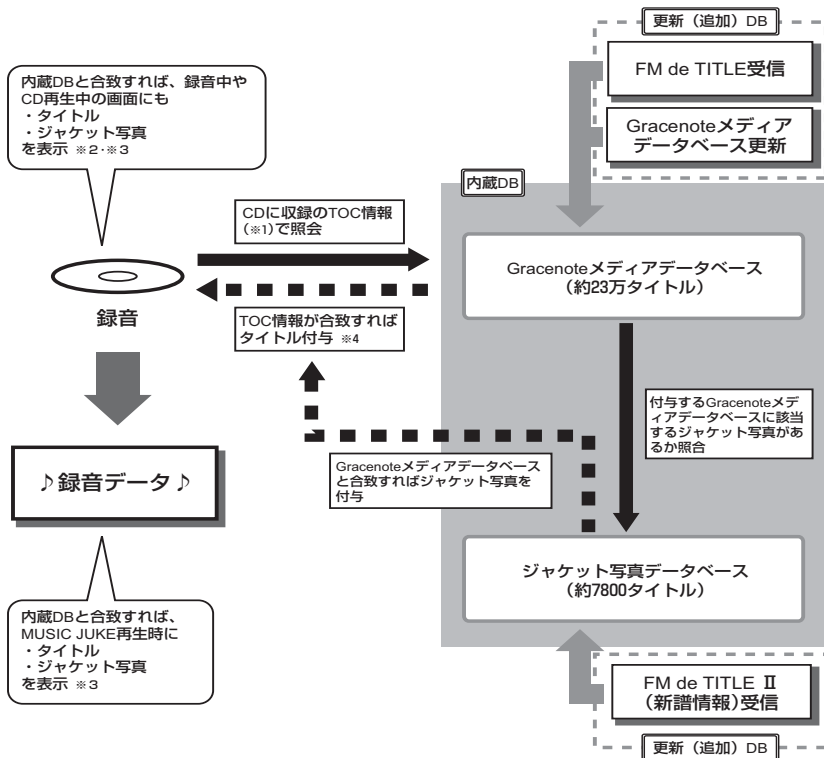 更新（追加）DB
FM de TITLE受信
Gracenoteメディア
データベース更新
内蔵DBと合致すれば、録音中や
CD再生中の画面にも
・タイトル
・ジャケット写真
を表示 ※2・※3
内蔵DB
CDに収録のTOC情報
(※1)で照会
Gracenoteメディアデータベース
（約23万タイトル）
録音
TOC情報が合致すれば
タイトル付与 ※4
付与するGracenoteメデ
ィアデータベースに該当
するジャケット写真があ
るか照合
♪録音データ♪
Gracenoteメディアデータベース
と合致すればジャケット写真を
付与
ジャケット写真データベース
（約7800タイトル）
内蔵DBと合致すれば、
MUSIC JUKE再生時に
・タイトル
・ジャケット写真
を表示 ※3
FM de TITLE Ⅱ
（新譜情報）受信
更新（追加）DB